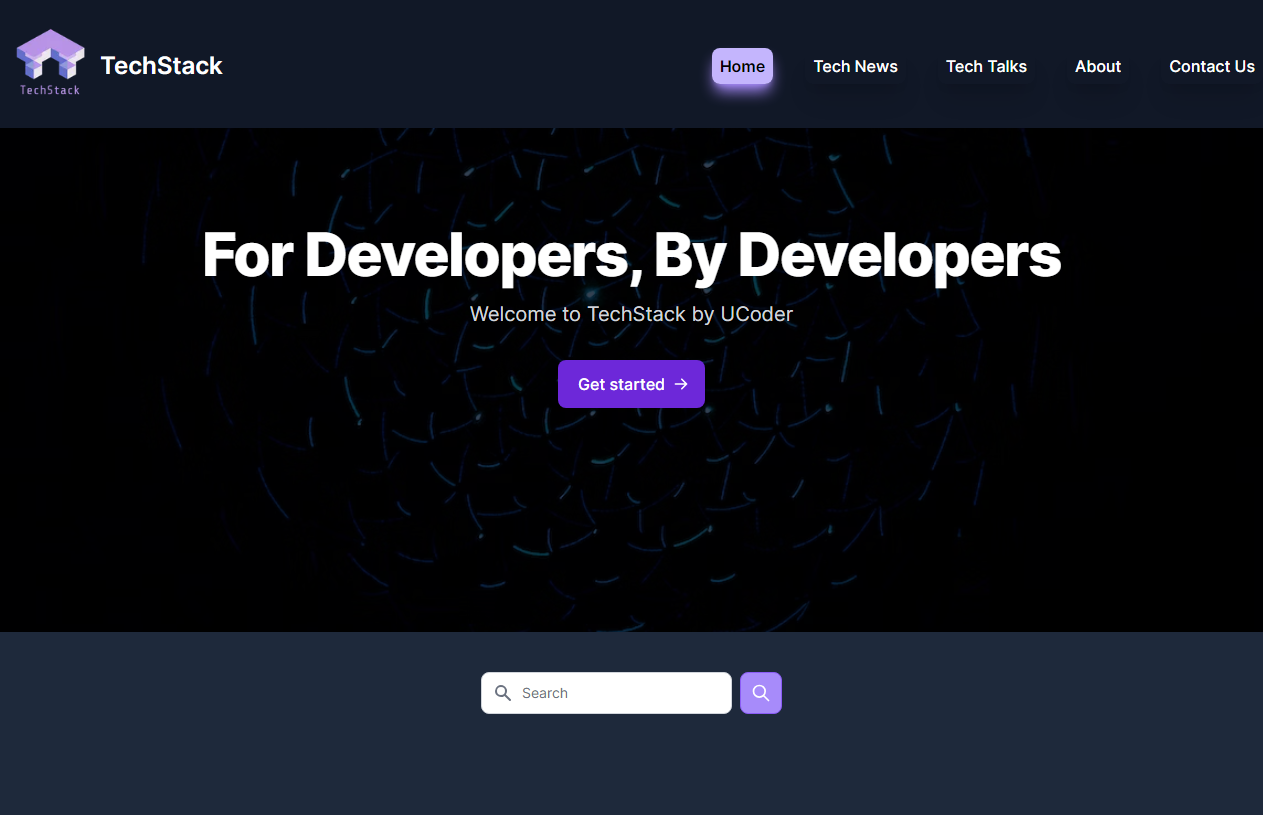 TechStack
TechStack
Home
Tech News
Tech Talks
About
Contact Us
For Developers, By Developers
Welcome to TechStack by UCoder
Get started →
Search